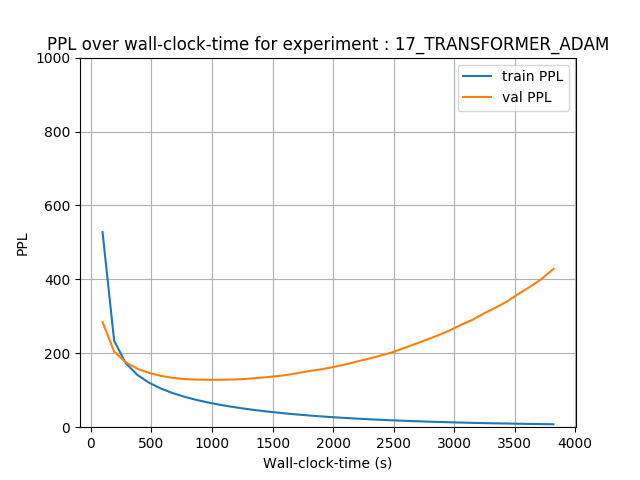 PPL over wall-clock-time for experiment : 17_TRANSFORMER_ADAM
1000
800
600
400
200
0
PPL
train PPL
val PPL
0 500 1000 1500 2000 2500 3000 3500 4000
Wall-clock-time (s)